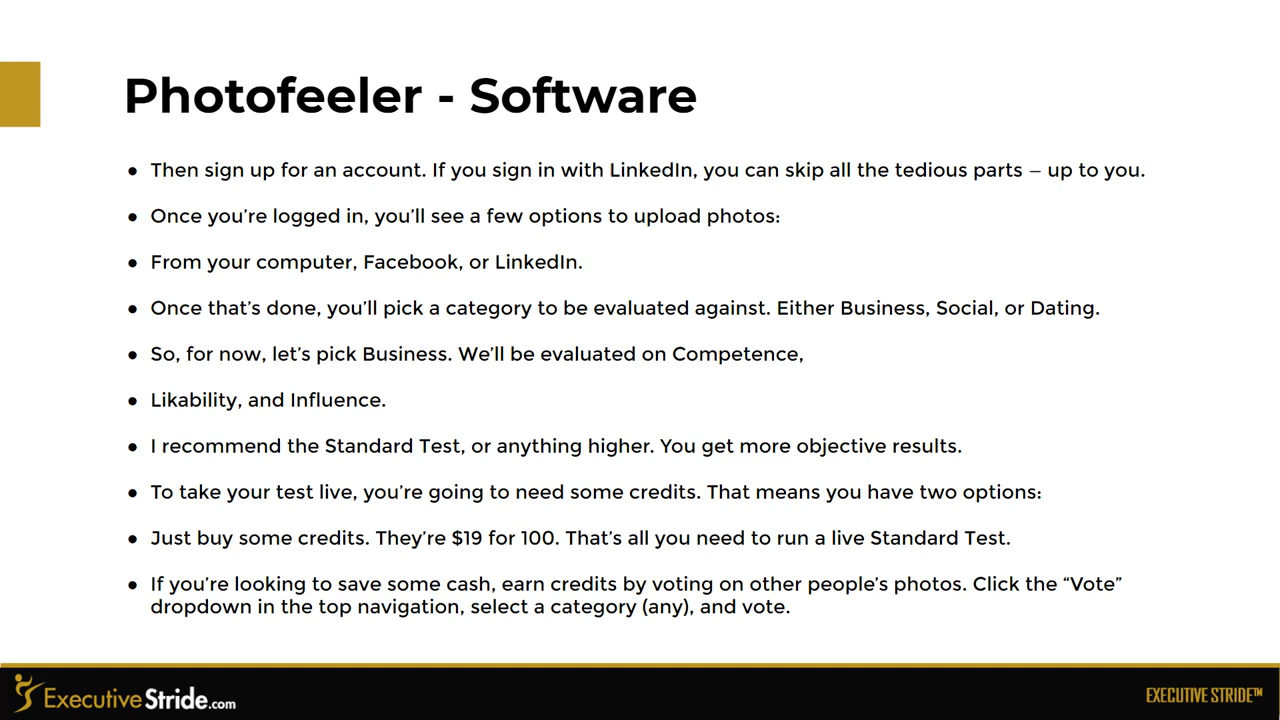 Photofeeler - Software
● Then sign up for an account. If you sign in with LinkedIn, you can skip all the tedious parts — up to you.
● Once you’re logged in, you’ll see a few options to upload photos:
● From your computer, Facebook, or LinkedIn.
● Once that’s done, you’ll pick a category to be evaluated against. Either Business, Social, or Dating.
● So, for now, let’s pick Business. We’ll be evaluated on Competence,
● Likability, and Influence.
● I recommend the Standard Test, or anything higher. You get more objective results.
● To take your test live, you’re going to need some credits. That means you have two options:
● Just buy some credits. They’re $19 for 100. That’s all you need to run a live Standard Test.
● If you’re looking to save some cash, earn credits by voting on other people’s photos. Click the “Vote”
dropdown in the top navigation, select a category (any), and vote.
ExecutiveStride.com
EXECUTIVE STRIDE™